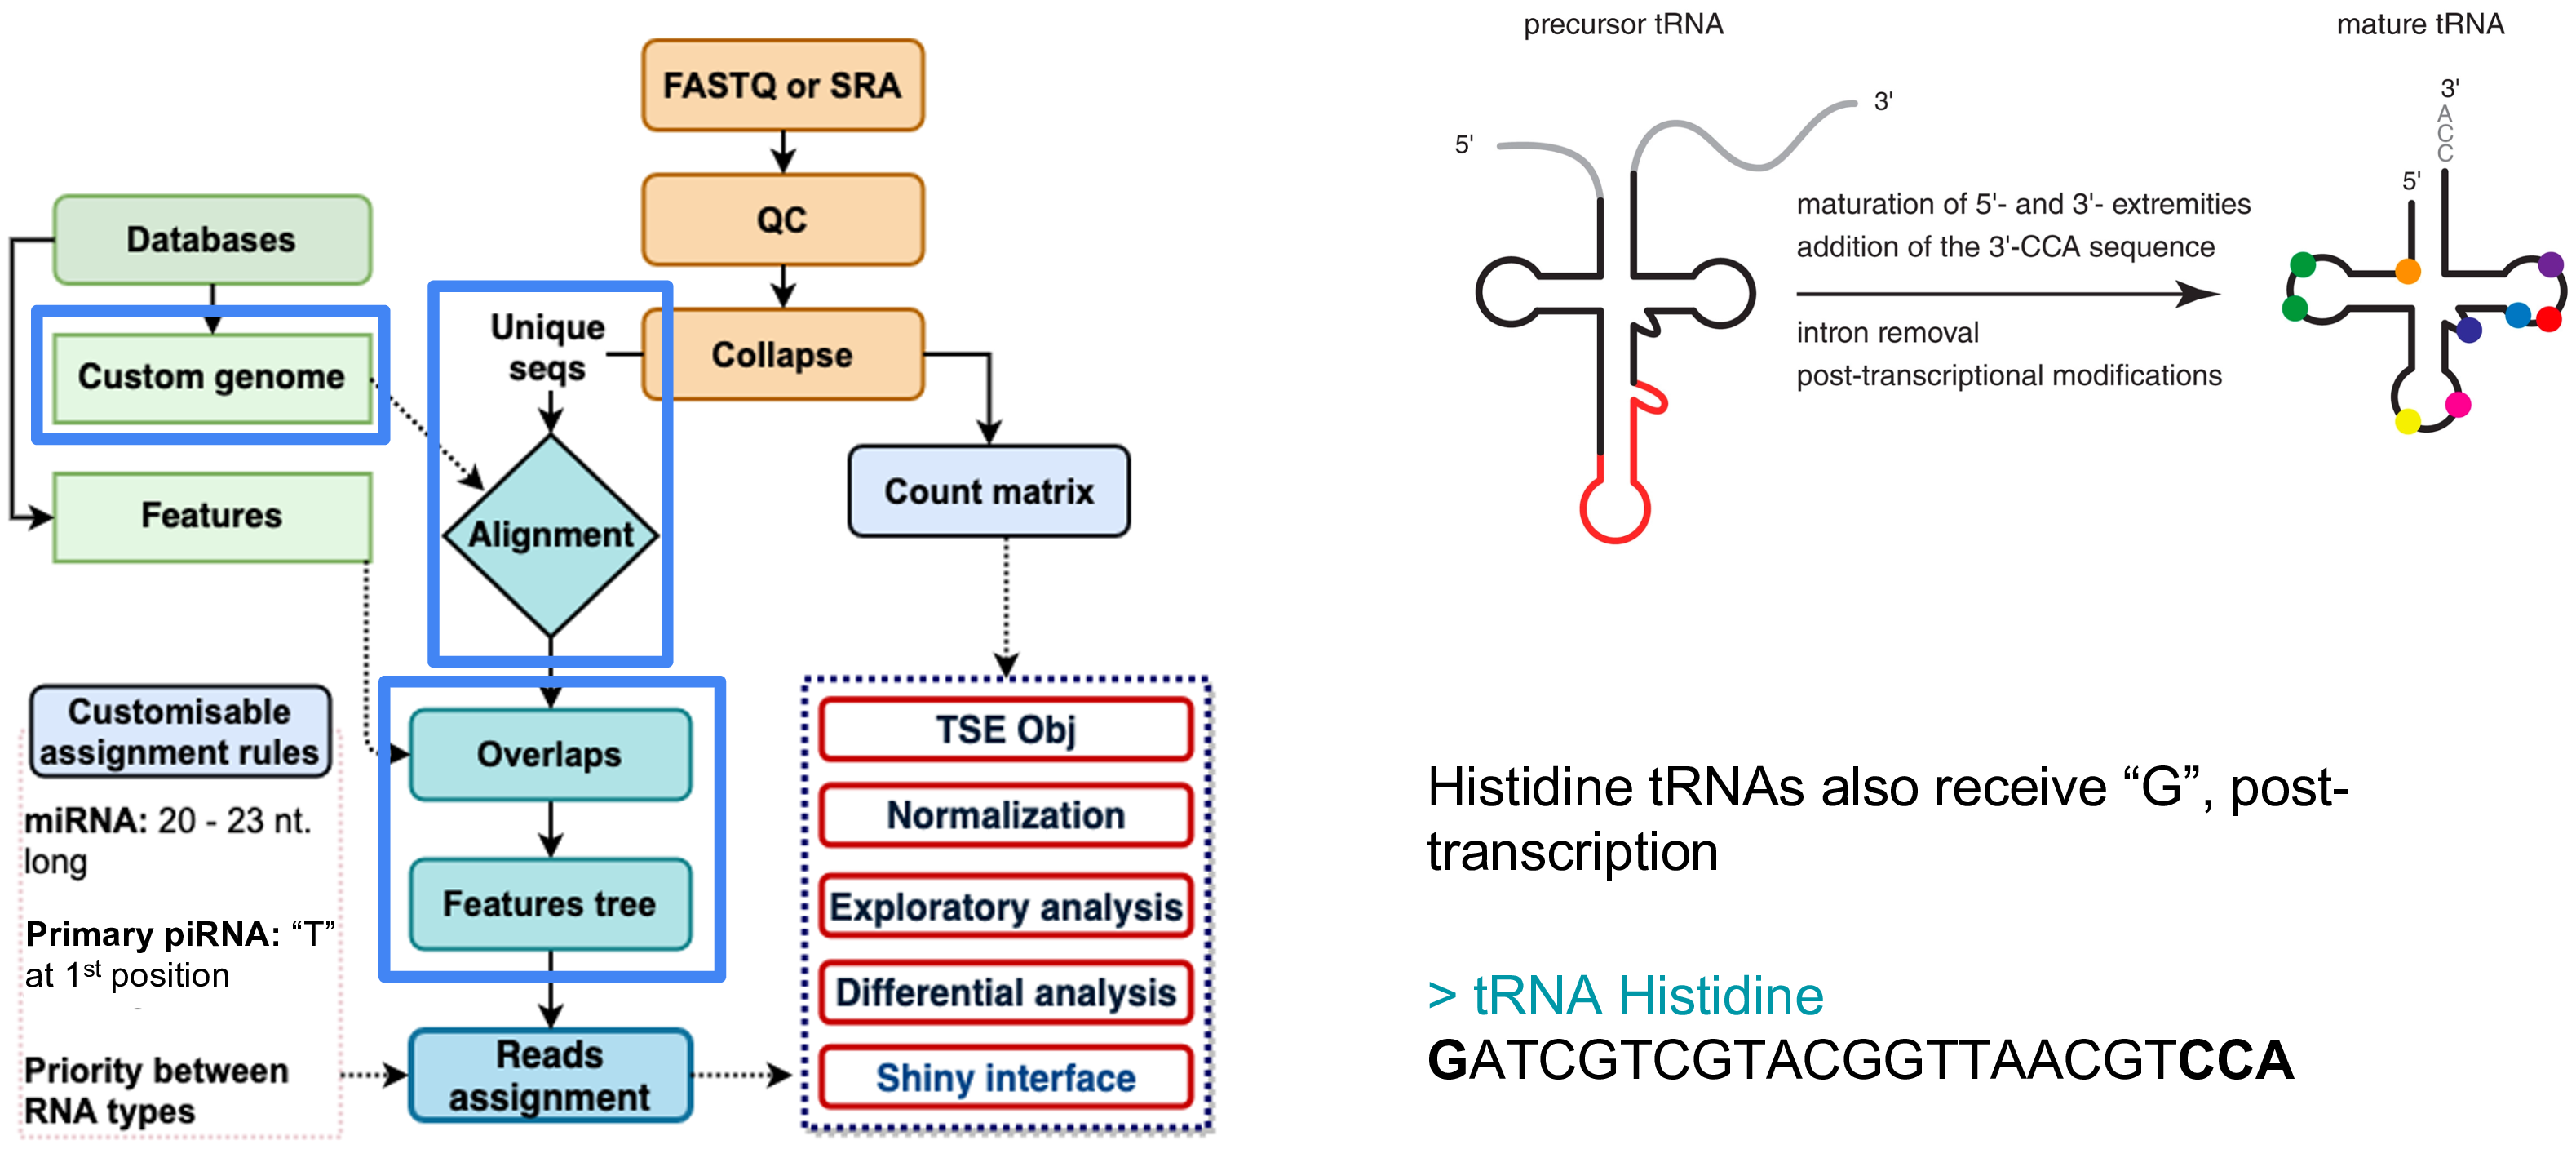 FASTQ or SRA
QC
Collapse
Unique
seqs
Databases
Custom genome
Features
Alignment
Count matrix
Customisable
assignment rules
miRNA: 20 - 23 nt.
long
Primary piRNA: “T”
at 1st position
Priority between
RNA types
Overlaps
Features tree
Reads
assignment
TSE Obj
Normalization
Exploratory analysis
Differential analysis
Shiny interface
precursor tRNA
5'
3'
maturation of 5'- and 3'- extremities
addition of the 3'-CCA sequence
intron removal
post-transcriptional modifications
mature tRNA
3'
A
C
C
5'
Histidine tRNAs also receive “G”, post-
transcription
> tRNA Histidine
GATCGTCGTACGGTTAACGTCCA